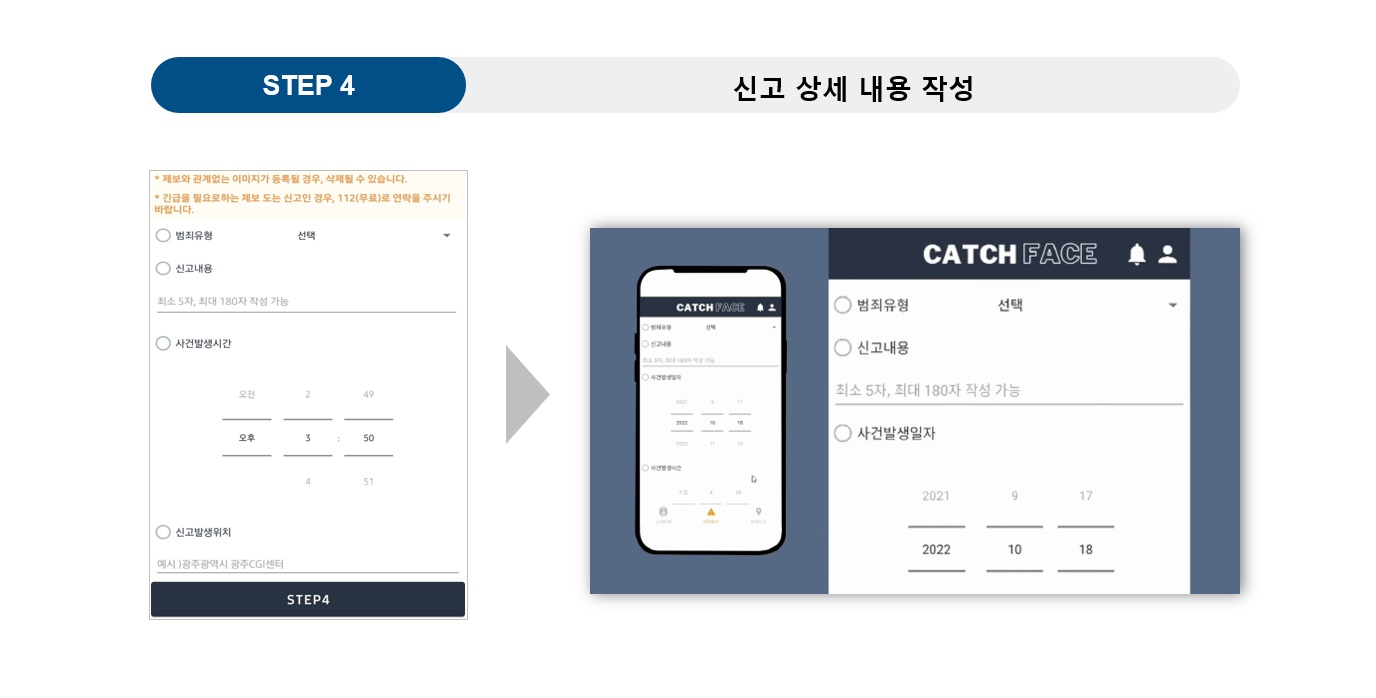 STEP 4
신고 상세 내용 작성
* 제보와 관계없는 이미지가 등록될 경우, 삭제될 수 있습니다.
* 긴급을 필요로하는 제보 도는 신고인 경우, 112(무료)로 연락을 주시기
바랍니다.
범죄유형 선택
신고내용
최소 5자, 최대 180자 작성 가능
사건발생시간
오전 2 49
오후 3 : 50
4 51
신고발생위치
예시 )광주광역시 광주CGI센터
STEP4
CATCH FACE
범죄유형 선택
신고내용
최소 5자, 최대 180자 작성 가능
사건발생일자
2021 9 17
2022 10 18
2023 11 19
사건발생시간
CATCH FACE
범죄유형 선택
신고내용
최소 5자, 최대 180자 작성 가능
사건발생일자
2021 9 17
2022 10 18